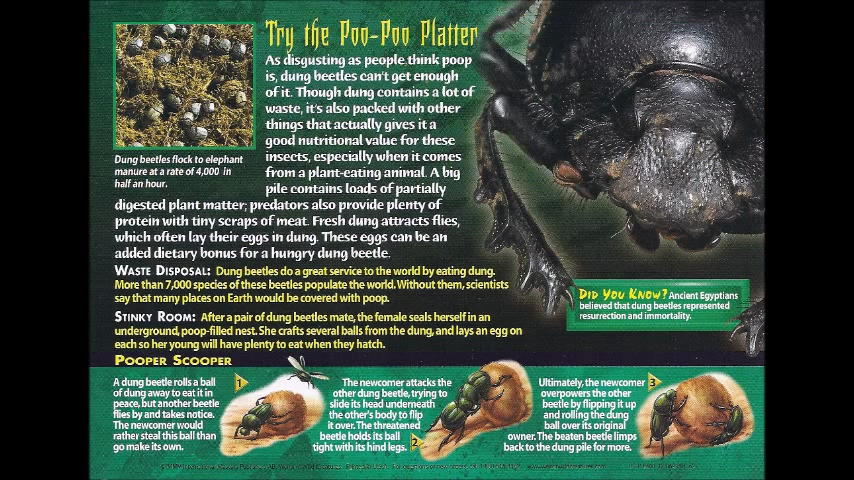 Try the Poo-Poo Platter
As disgusting as people think poop
is, dung beetles can't get enough
of it. Though dung contains a lot of
waste, it's also packed with other
things that actually gives it a
good nutritional value for these
insects, especially when it comes
from a plant-eating animal. A big
pile contains loads of partially
digested plant matter; predators also provide plenty of
protein with tiny scraps of meat. Fresh dung attracts flies,
which often lay their eggs in dung. These eggs can be an
added dietary bonus for a hungry dung beetle.
Dung beetles flock to elephant
manure at a rate of 4,000 in
half an hour.
WASTE DISPOSAL: Dung beetles do a great service to the world by eating dung.
More than 7,000 species of these beetles populate the world. Without them, scientists
say that many places on Earth would be covered with poop.
STINKY ROOM: After a pair of dung beetles mate, the female seals herself in an
underground, poop-filled nest. She crafts several balls from the dung, and lays an egg on
each so her young will have plenty to eat when they hatch.
DID YOU KNOW? Ancient Egyptians
believed that dung beetles represented
resurrection and immortality.
POOPER SCOOPER
A dung beetle rolls a ball
of dung away to eat it in
peace, but another beetle
flies by and takes notice.
The newcomer would
rather steal this ball than
go make its own.
1
The newcomer attacks the
other dung beetle, trying to
slide its head underneath
the other's body to flip
it over. The threatened
beetle holds its ball
tight with its hind legs.
2
Ultimately, the newcomer
overpowers the other
beetle by flipping it up
and rolling the dung
ball over its original
owner. The beaten beetle limps
back to the dung pile for more.
3